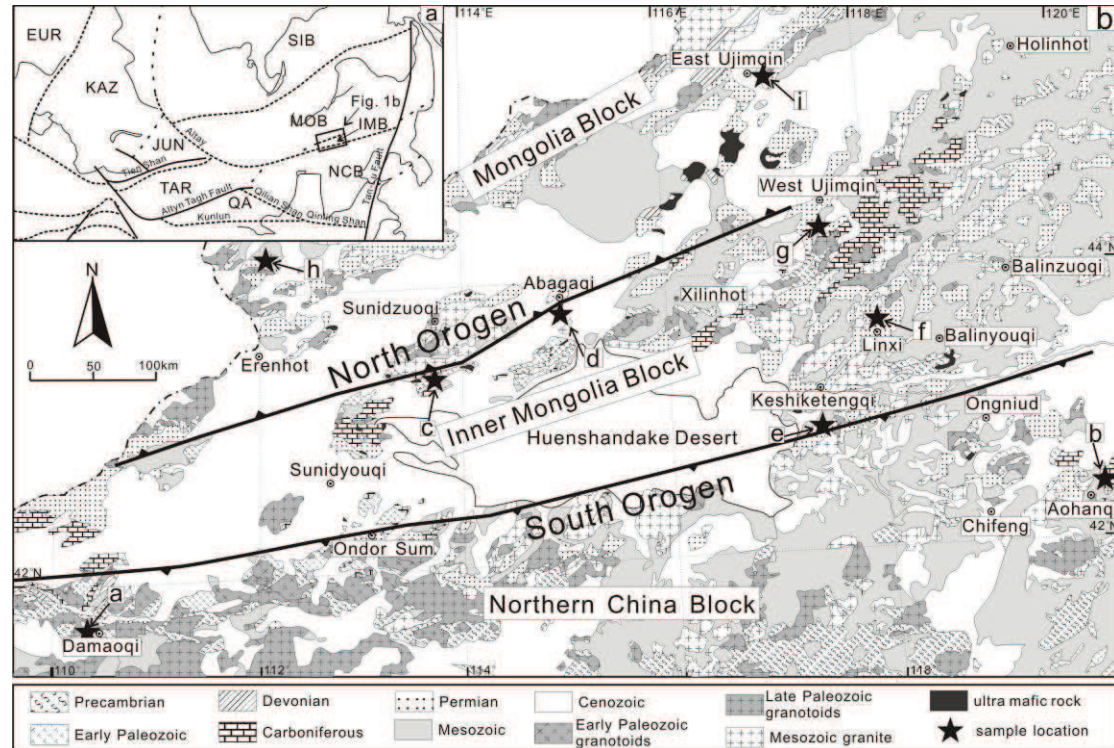 a
EUR
SIB
KAZ
Fig. 1b
MOB
IMB
Altay
JUN
Tien Shan
NCB
TAR
Altyn Tagh Fault
QA
Qilian Shan
Qinling Shan
Kunlun
Tan-Lu Fault
114°E
116°E
118°E
120°E
b
Holinhot
East Ujimqin
i
Mongolia Block
West Ujimqin
g
44
N
Balinzuoqi
h
N
Abagaqi
Xilinhot
Sunidzuoqi
d
f
Linxi
Balinyouqi
North Orogen
Erenhot
0 50 100km
c
Inner Mongolia Block
Keshiketengqi
Ongniud
e
Huenshandake Desert
b
Sunidyouqi
South Orogen
Aohanqi
Chifeng
42 N
Ondor Sum
42 N
a
Northern China Block
Damaoqi
110
112
114
118
Precambrian
Devonian
Permian
Cenozoic
Late Paleozoic
granotoids
ultra mafic rock
Early Paleozoic
Carboniferous
Mesozoic
Early Paleozoic
granotoids
Mesozoic granite
sample location